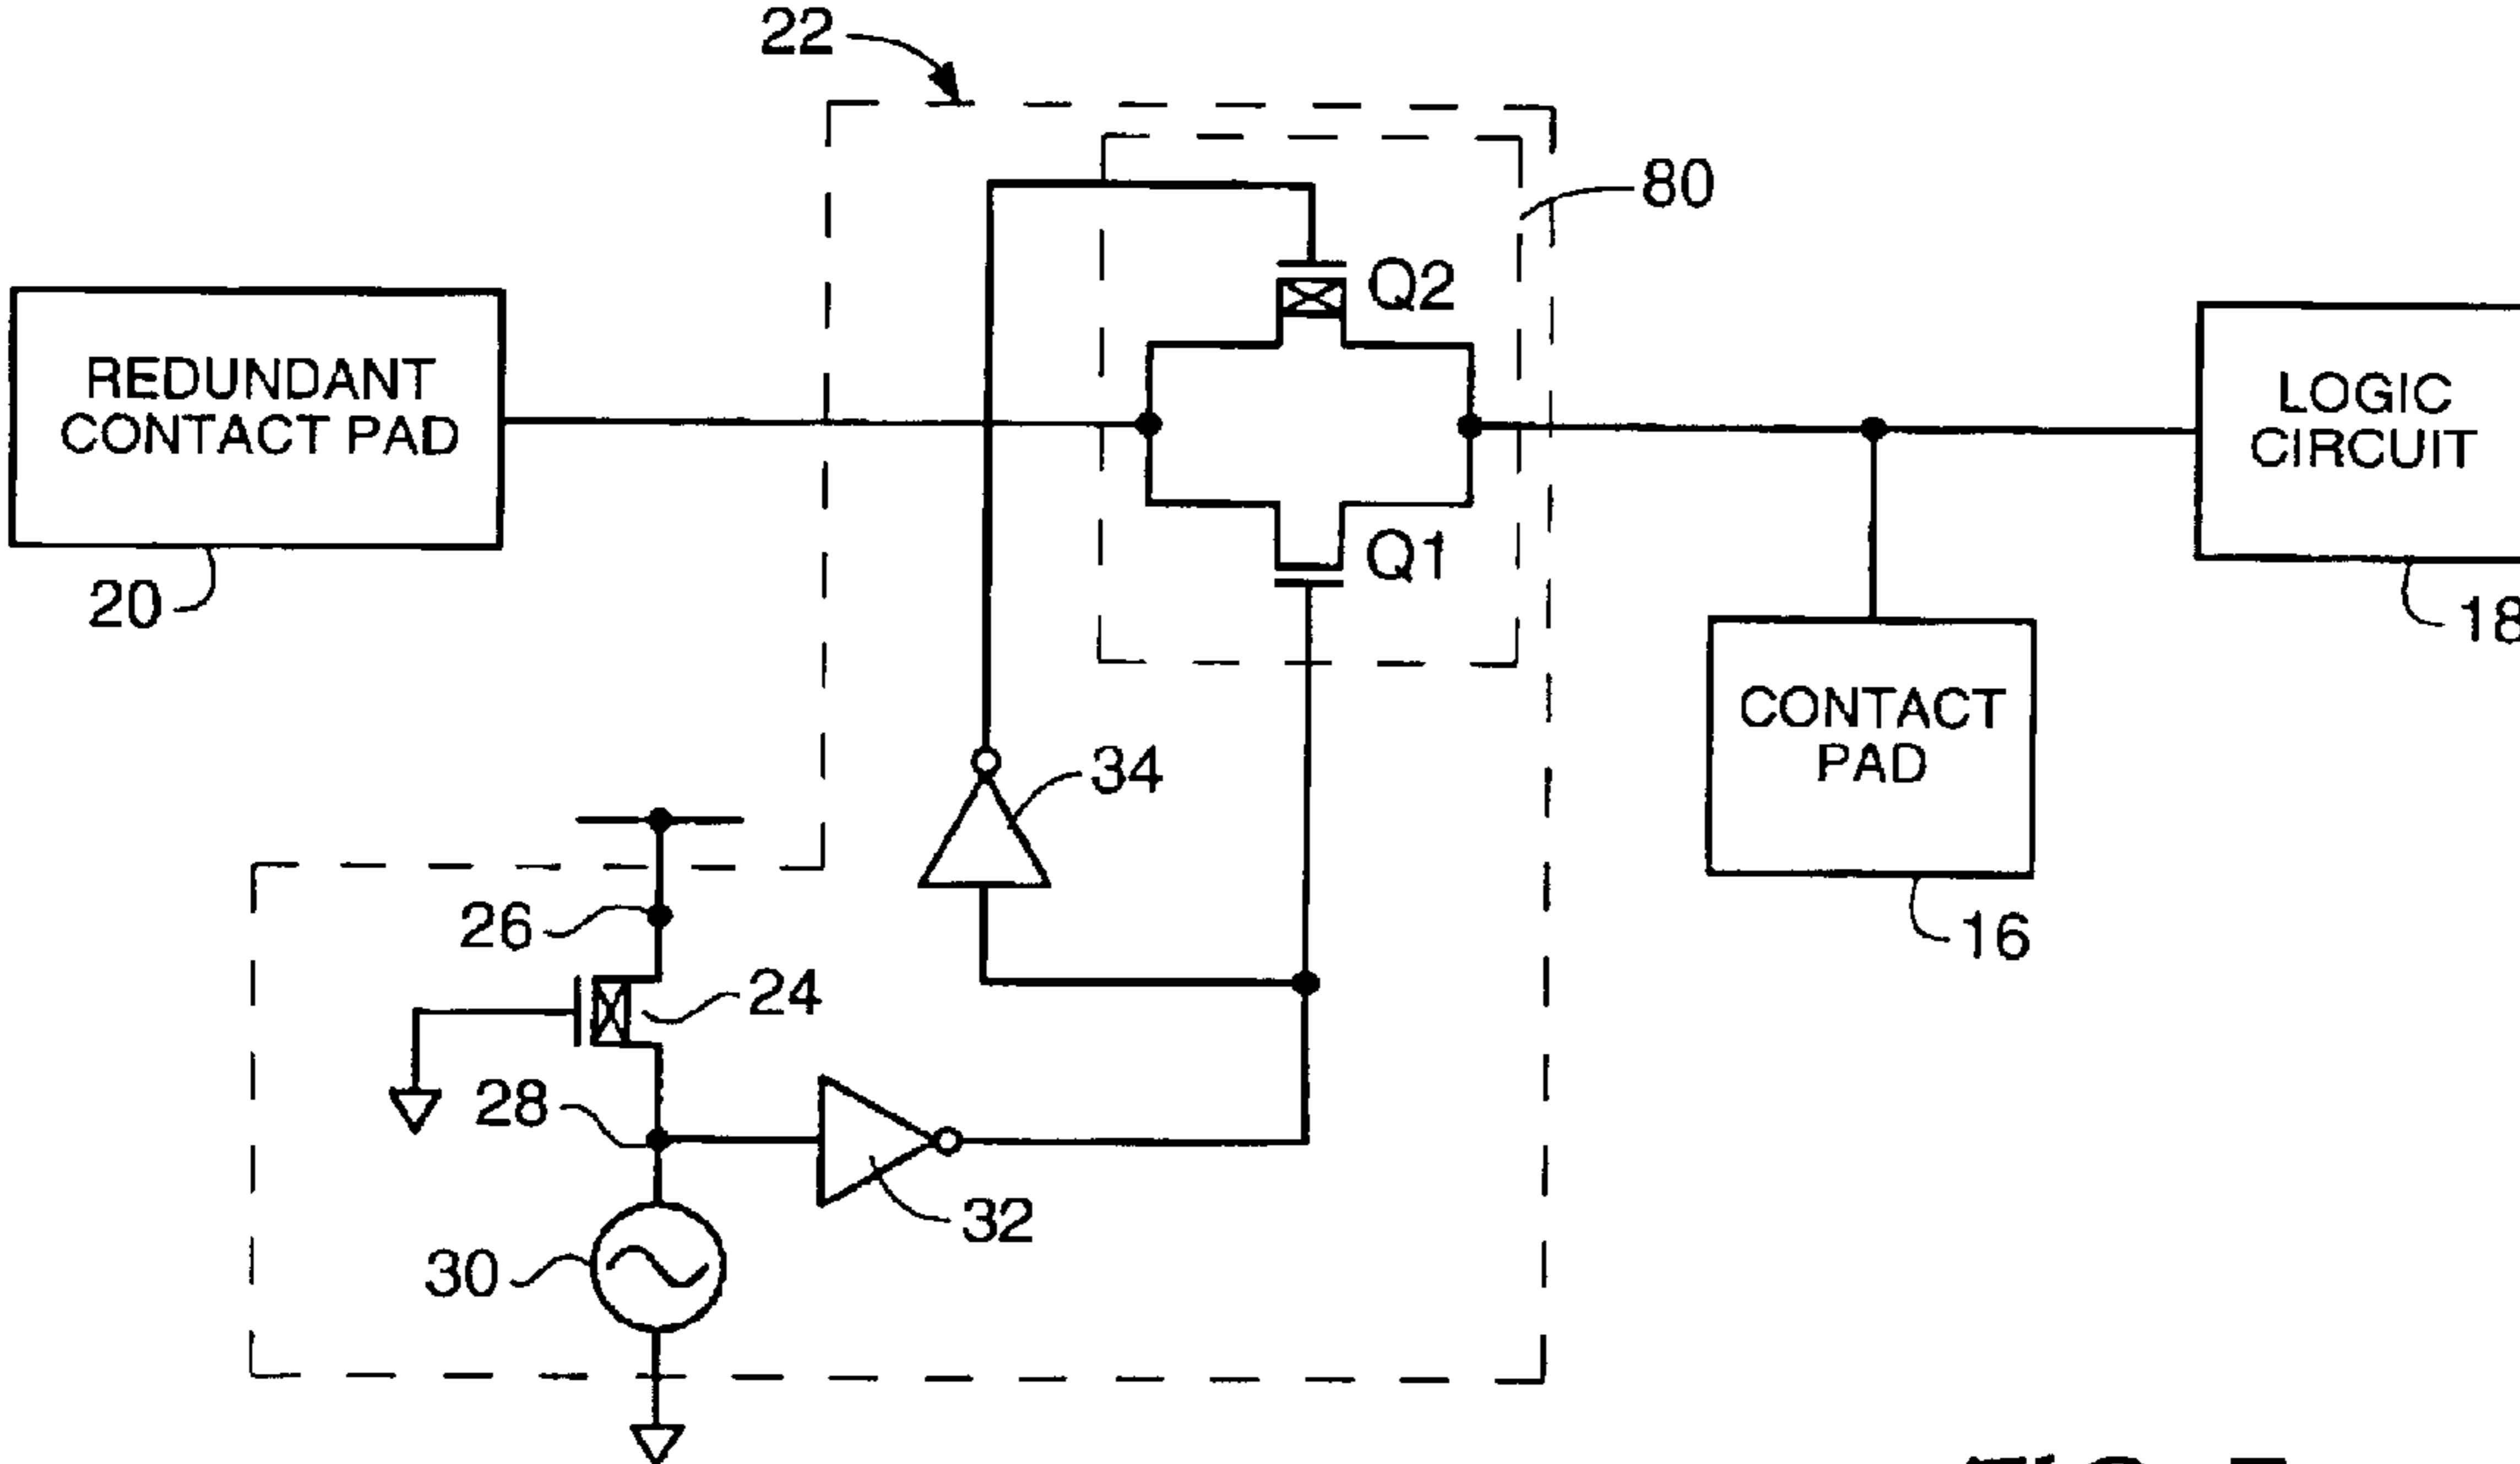 22
80
Q2
REDUNDANT
CONTACT PAD
LOGIC
CIRCUIT
Q1
20
18
CONTACT
PAD
34
26
16
24
28
32
30